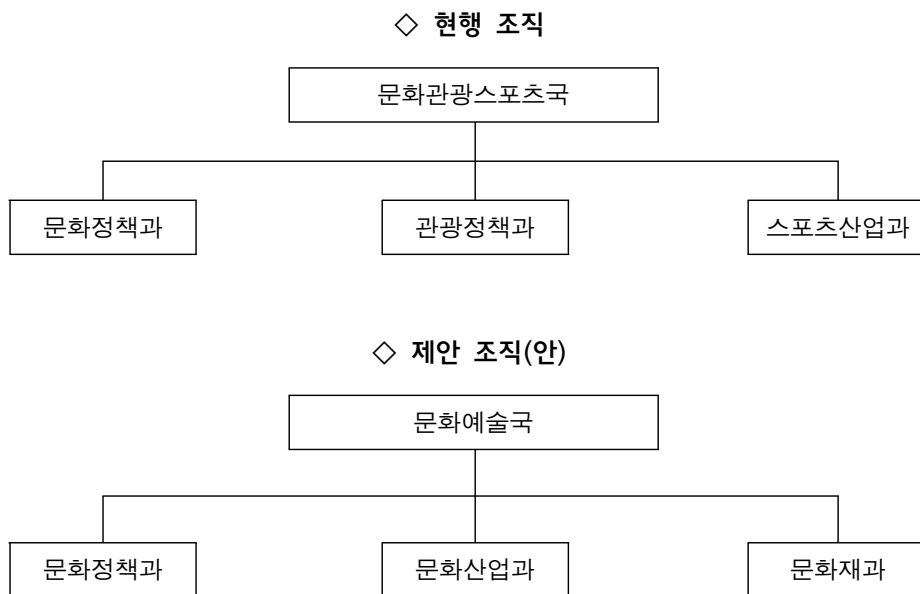 ◇ 현행 조직
문화관광스포츠국
문화정책과 관광정책과 스포츠산업과
◇ 제안 조직(안)
문화예술국
문화정책과 문화산업과 문화재과